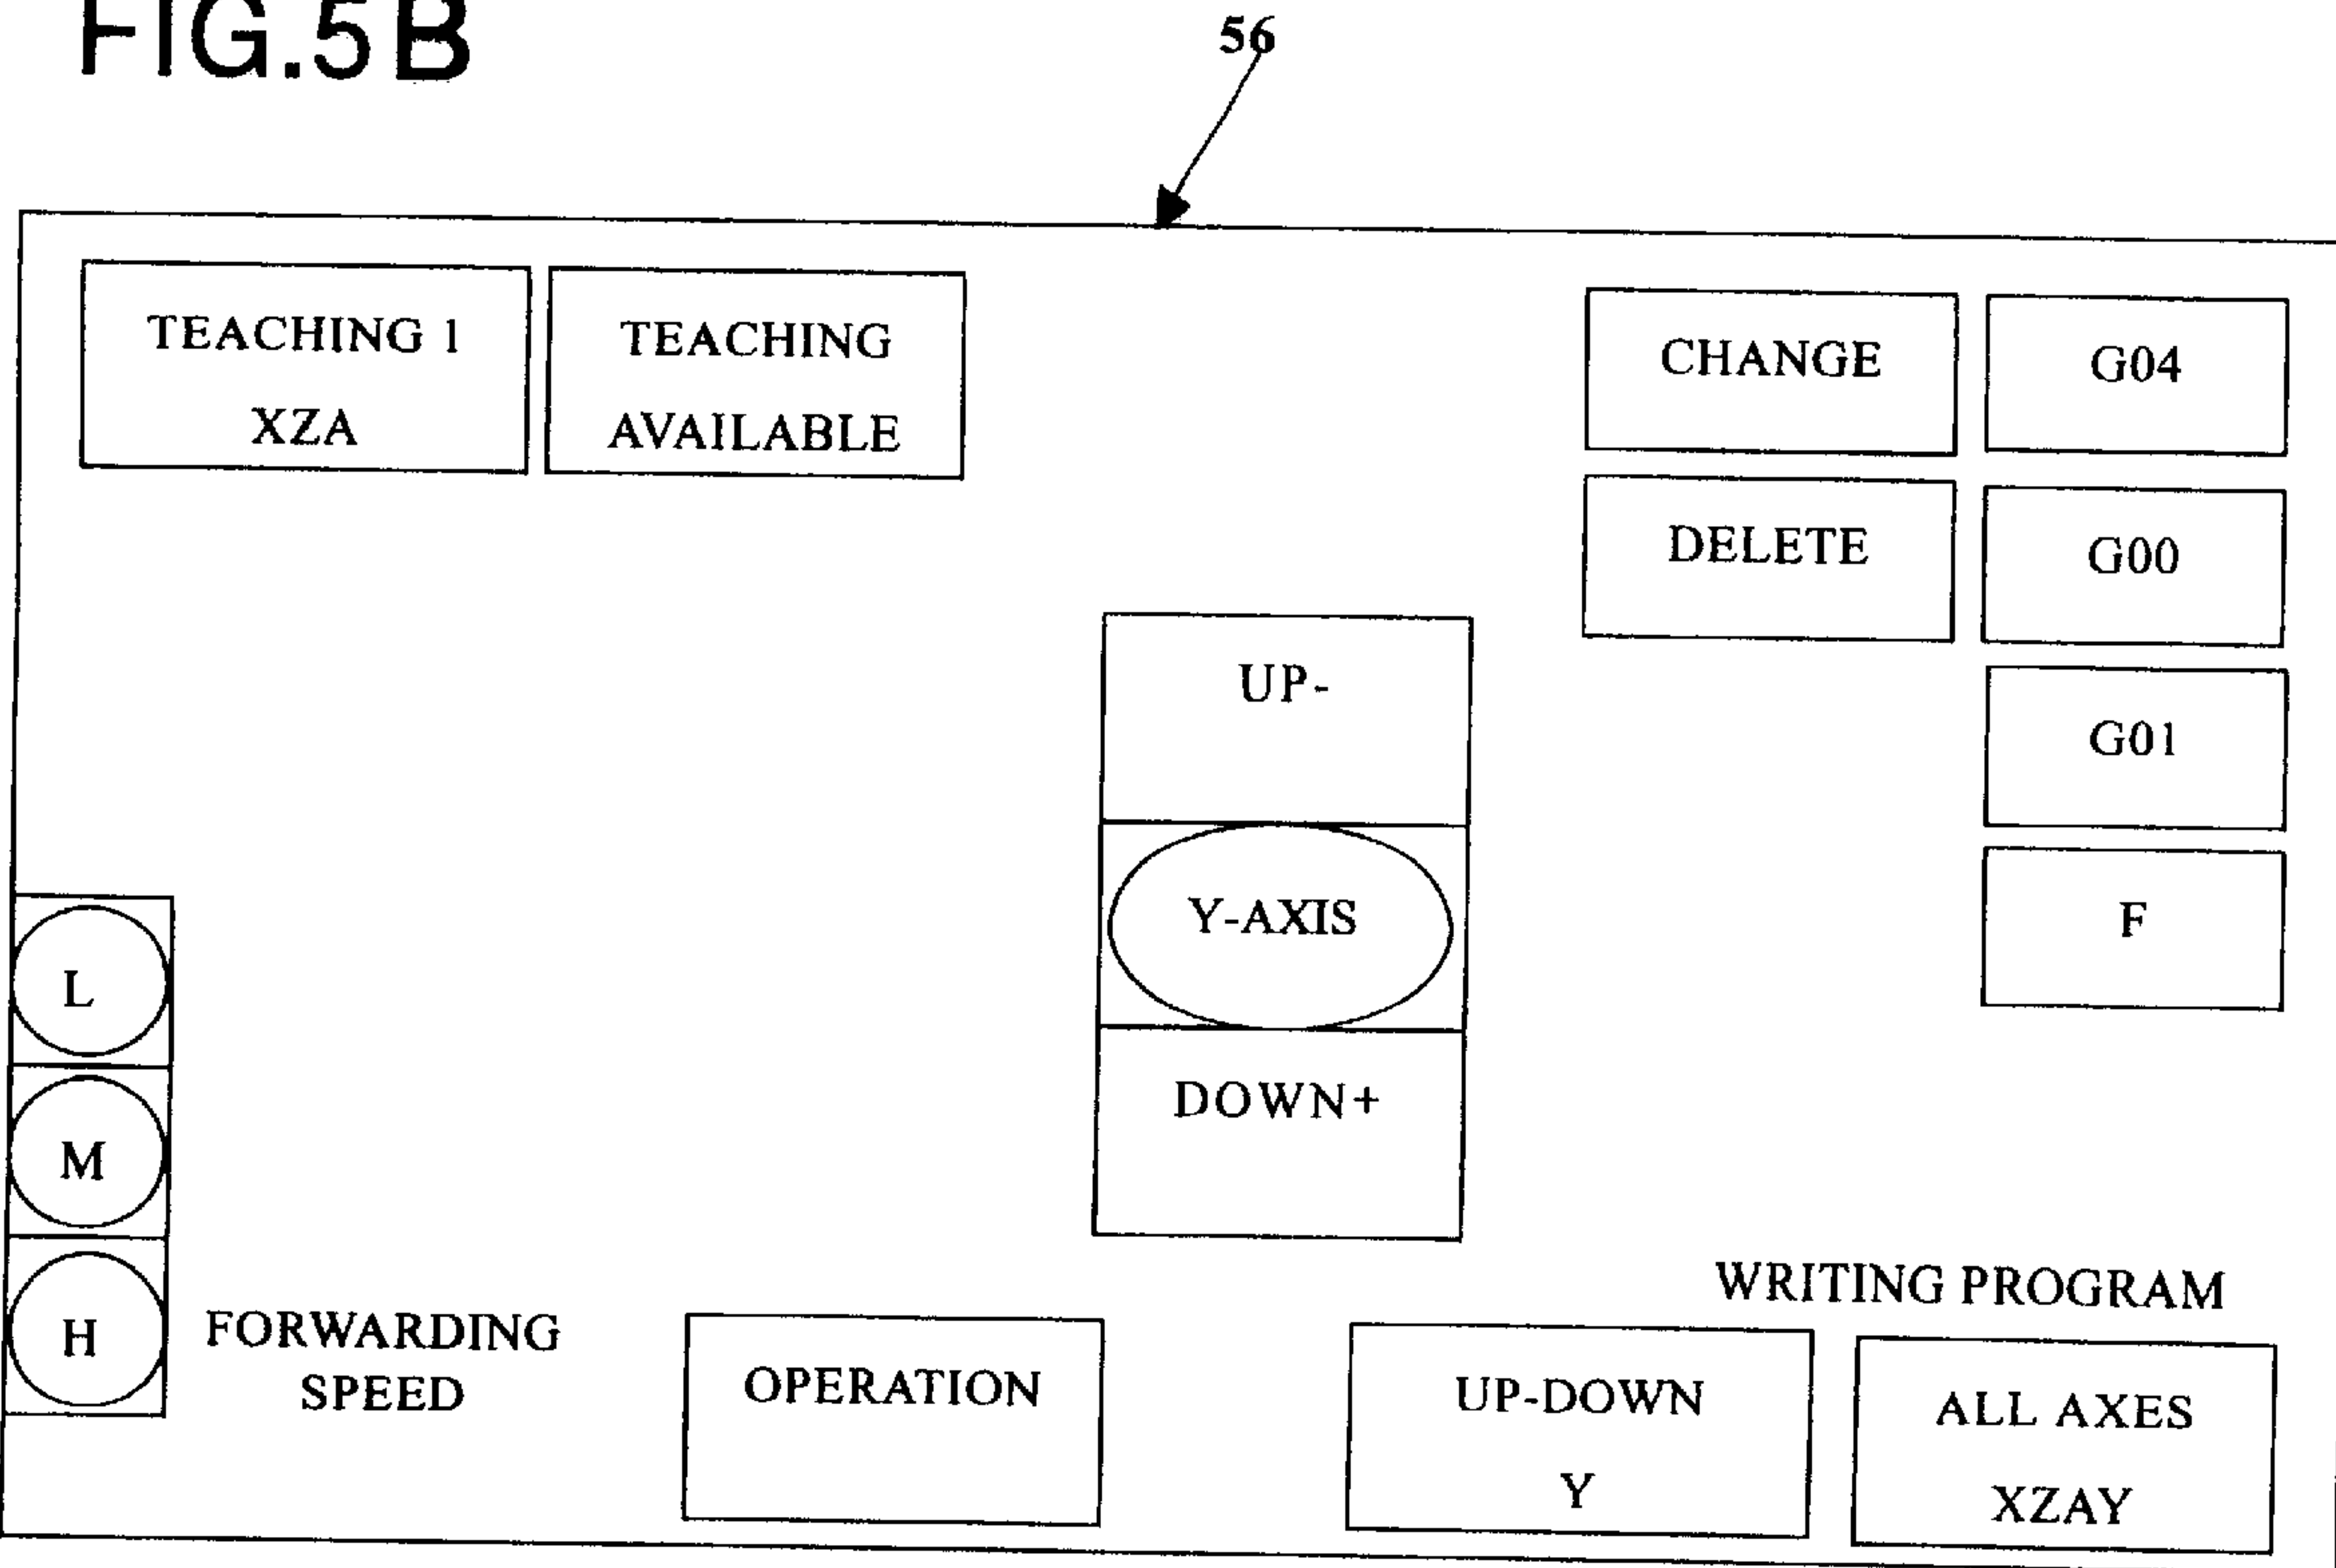 FIG.5B
56
TEACHING 1
XZA
TEACHING
AVAILABLE
CHANGE
G04
DELETE
G00
UP-
G01
Y-AXIS
F
L
DOWN+
M
H
FORWARDING
SPEED
OPERATION
WRITING PROGRAM
UP-DOWN
Y
ALL AXES
XZAY